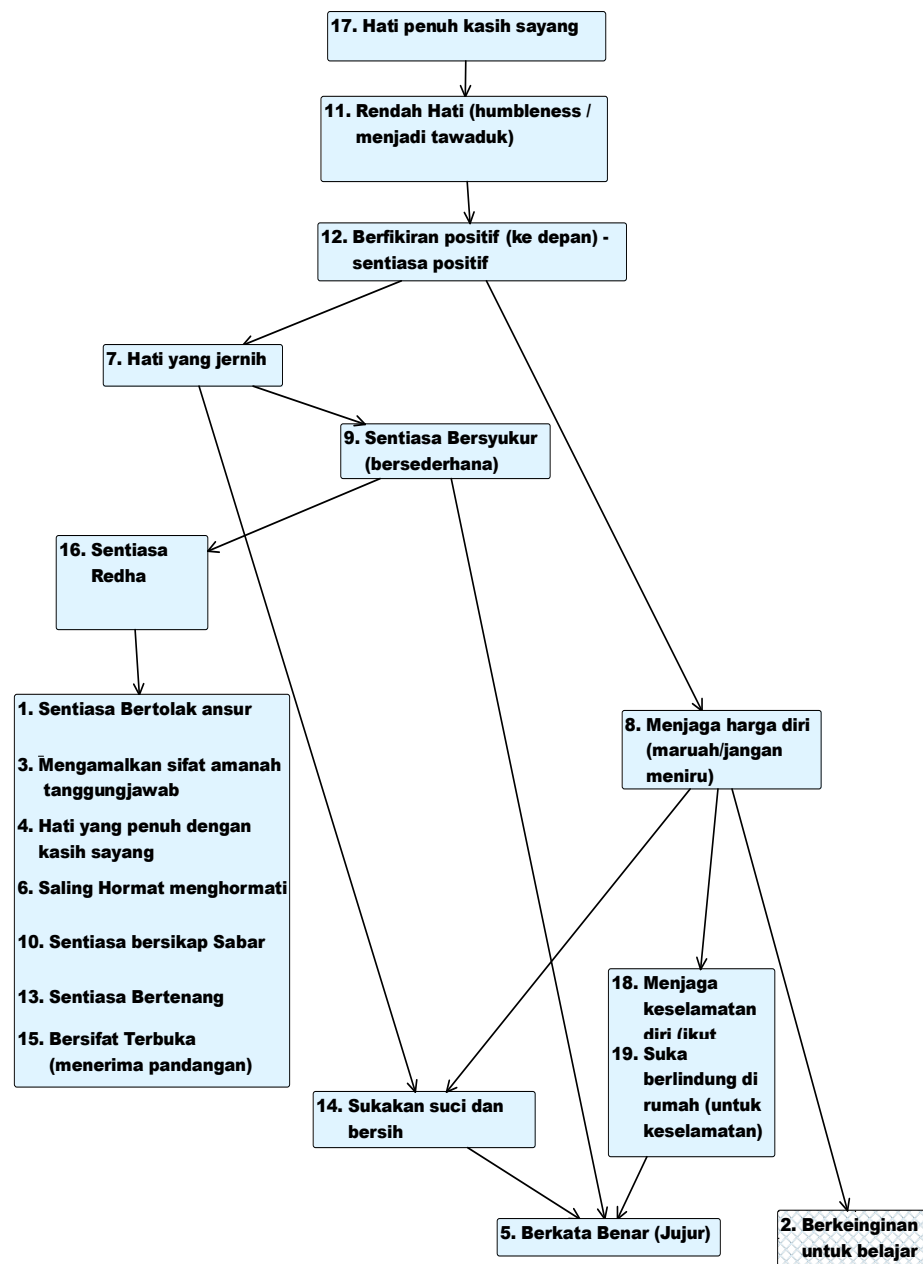 17. Hati penuh kasih sayang
11. Rendah Hati (humbleness /
menjadi tawaduk)
12. Berfikiran positif (ke depan) -
sentiasa positif
7. Hati yang jernih
9. Sentiasa Bersyukur
(bersederhana)
16. Sentiasa
Redha
1. Sentiasa Bertolak ansur
3. Mengamalkan sifat amanah
tanggungjawab
4. Hati yang penuh dengan
kasih sayang
6. Saling Hormat menghormati
10. Sentiasa bersikap Sabar
13. Sentiasa Bertenang
15. Bersifat Terbuka
(menerima pandangan)
8. Menjaga harga diri
(maruah/jangan
meniru)
18. Menjaga
keselamatan
diri (ikut
19. Suka
berlindung di
rumah (untuk
keselamatan)
14. Sukakan suci dan
bersih
5. Berkata Benar (Jujur)
2. Berkeinginan
untuk belajar